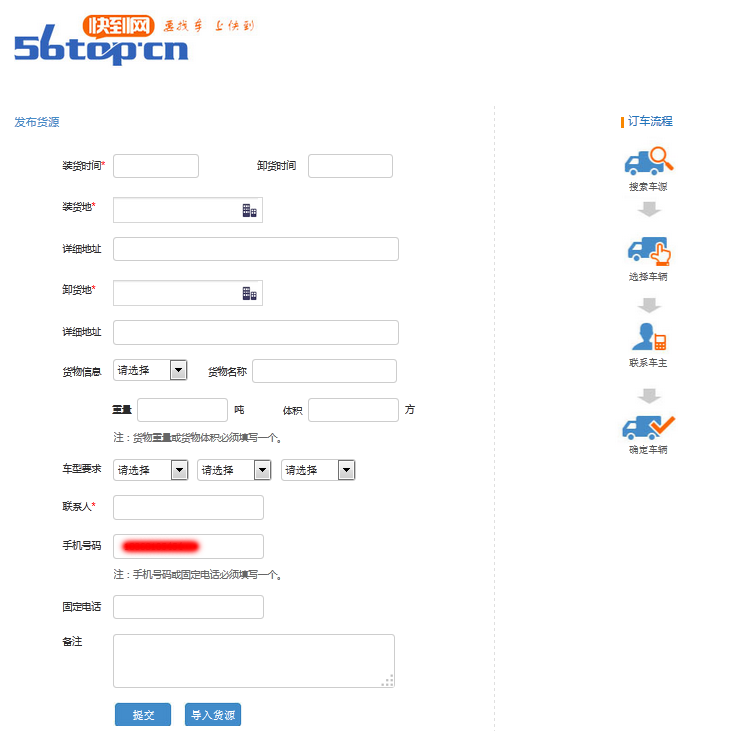 快到网 要找车 上快到
56top.cn
发布货源
装货时间* 卸货时间
装货地*
详细地址
卸货地*
详细地址
货物信息 请选择 货物名称
重量 吨 体积 方
注：货物重量或货物体积必须填写一个。
车型要求 请选择 请选择 请选择
联系人*
手机号码
注：手机号码或固定电话必须填写一个。
固定电话
备注
提交 导入货源
订车流程
搜索车源
选择车辆
联系车主
确定车辆